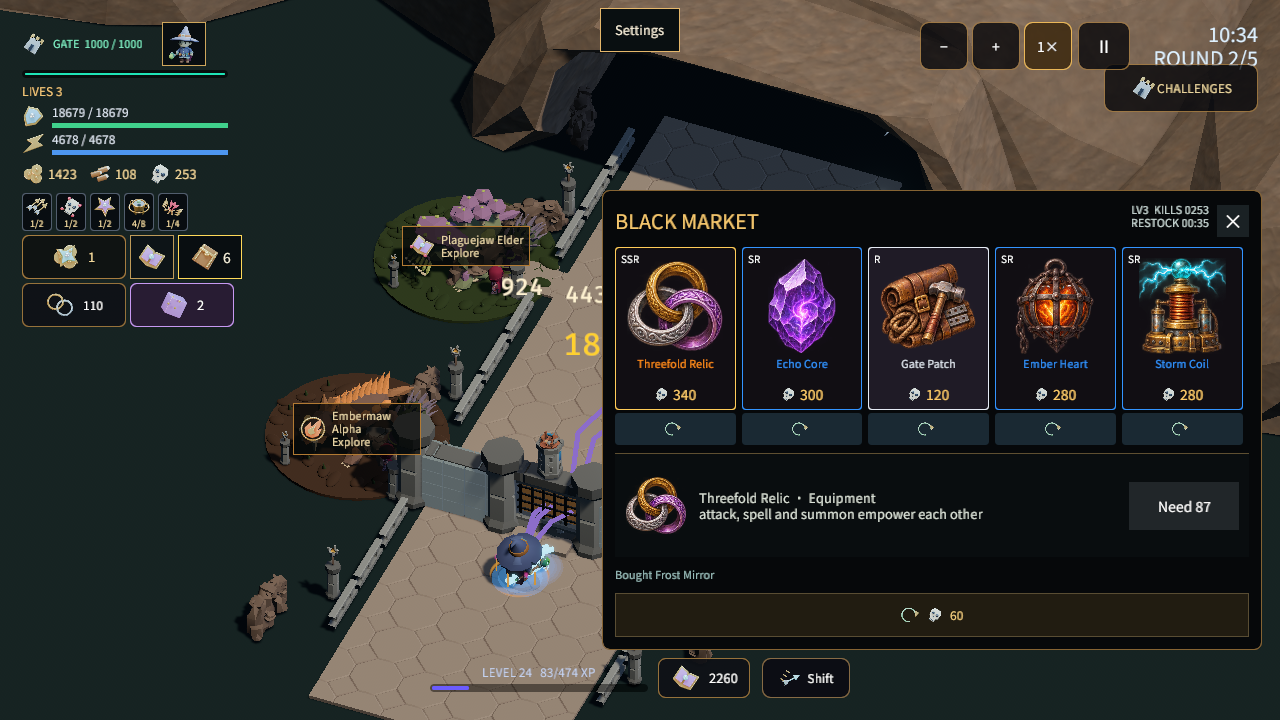 Settings
GATE 1000 / 1000
− + 1×
10:34
ROUND 2/5
CHALLENGES
LIVES 3
18679 / 18679
4678 / 4678
1423 108 253
1/2 1/2 1/2 4/8 1/4
1 6
110 2
Plaguejaw Elder
Explore
924 443
18
Embermaw
Alpha
Explore
BLACK MARKET
LV3 KILLS 0253
RESTOCK 00:35
SSR SR R SR SR
Threefold Relic Echo Core Gate Patch Ember Heart Storm Coil
340 300 120 280 280
Threefold Relic • Equipment
attack, spell and summon empower each other
Need 87
Bought Frost Mirror
60
LEVEL 24 83/474 XP
2260 Shift